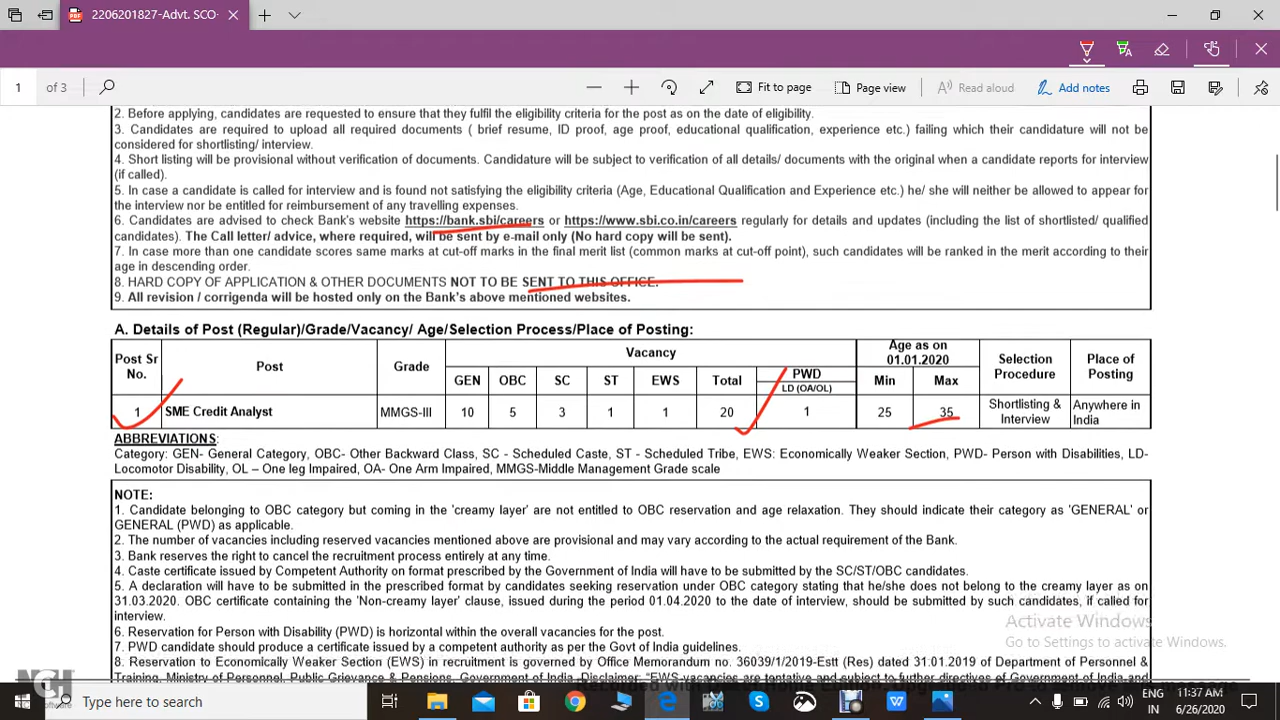 2206201827-Advt. SCO-
1 of 3
Fit to page
Page view
Read aloud
Add notes
2. Before applying, candidates are requested to ensure that they fulfil the eligibility criteria for the post as on the date of eligibility.
3. Candidates are required to upload all required documents ( brief resume, ID proof, age proof, educational qualification, experience etc.) failing which their candidature will not be
considered for shortlisting/ interview.
4. Short listing will be provisional without verification of documents. Candidature will be subject to verification of all details/ documents with the original when a candidate reports for interview
(if called).
5. In case a candidate is called for interview and is found not satisfying the eligibility criteria (Age, Educational Qualification and Experience etc.) he/ she will neither be allowed to appear for
the interview nor be entitled for reimbursement of any travelling expenses.
6. Candidates are advised to check Bank's website https://bank.sbi/careers or https://www.sbi.co.in/careers regularly for details and updates (including the list of shortlisted/ qualified
candidates). The Call letter/ advice, where required, will be sent by e-mail only (No hard copy will be sent).
7. In case more than one candidate scores same marks at cut-off marks in the final merit list (common marks at cut-off point), such candidates will be ranked in the merit according to their
age in descending order.
8. HARD COPY OF APPLICATION & OTHER DOCUMENTS NOT TO BE SENT TO THIS OFFICE.
9. All revision / corrigenda will be hosted only on the Bank's above mentioned websites.
A. Details of Post (Regular)/Grade/Vacancy/ Age/Selection Process/Place of Posting:
Post Sr No. Post Grade Vacancy Age as on 01.01.2020 Selection Procedure Place of Posting
GEN OBC SC ST EWS Total PWD LD (OA/OL) Min Max
1 SME Credit Analyst MMGS-III 10 5 3 1 1 20 1 25 35 Shortlisting & Interview Anywhere in India
ABBREVIATIONS:
Category: GEN- General Category, OBC- Other Backward Class, SC - Scheduled Caste, ST - Scheduled Tribe, EWS: Economically Weaker Section, PWD- Person with Disabilities, LD-
Locomotor Disability, OL – One leg Impaired, OA- One Arm Impaired, MMGS-Middle Management Grade scale
NOTE:
1. Candidate belonging to OBC category but coming in the 'creamy layer' are not entitled to OBC reservation and age relaxation. They should indicate their category as 'GENERAL' or
GENERAL (PWD) as applicable.
2. The number of vacancies including reserved vacancies mentioned above are provisional and may vary according to the actual requirement of the Bank.
3. Bank reserves the right to cancel the recruitment process entirely at any time.
4. Caste certificate issued by Competent Authority on format prescribed by the Government of India will have to be submitted by the SC/ST/OBC candidates.
5. A declaration will have to be submitted in the prescribed format by candidates seeking reservation under OBC category stating that he/she does not belong to the creamy layer as on
31.03.2020. OBC certificate containing the 'Non-creamy layer' clause, issued during the period 01.04.2020 to the date of interview, should be submitted by such candidates, if called for
interview.
6. Reservation for Person with Disability (PWD) is horizontal within the overall vacancies for the post.
7. PWD candidate should produce a certificate issued by a competent authority as per the Govt of India guidelines.
8. Reservation to Economically Weaker Section (EWS) in recruitment is governed by Office Memorandum no. 36039/1/2019-Estt (Res) dated 31.01.2019 of Department of Personnel &
Training, Ministry of Personnel, Public Grievance & Pensions, Government of India. Disclaimer: "EWS vacancies are tentative and subject to further directives of Government of India and
Activate Windows
Go to Settings to activate Windows.
NCH
Software
Type here to search
ENG
IN
11:37 AM
6/26/2020